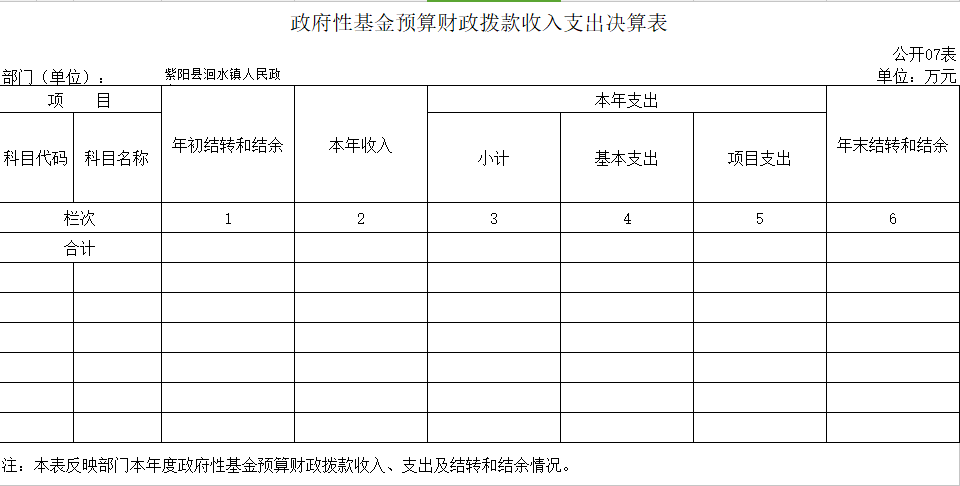 政府性基金预算财政拨款收入支出决算表
公开07表
部门（单位）： 紫阳县洄水镇人民政 单位：万元
项 目 年初结转和结余 本年收入 本年支出 年末结转和结余
科目代码 科目名称 小计 基本支出 项目支出
栏次 1 2 3 4 5 6
合计
注：本表反映部门本年度政府性基金预算财政拨款收入、支出及结转和结余情况。